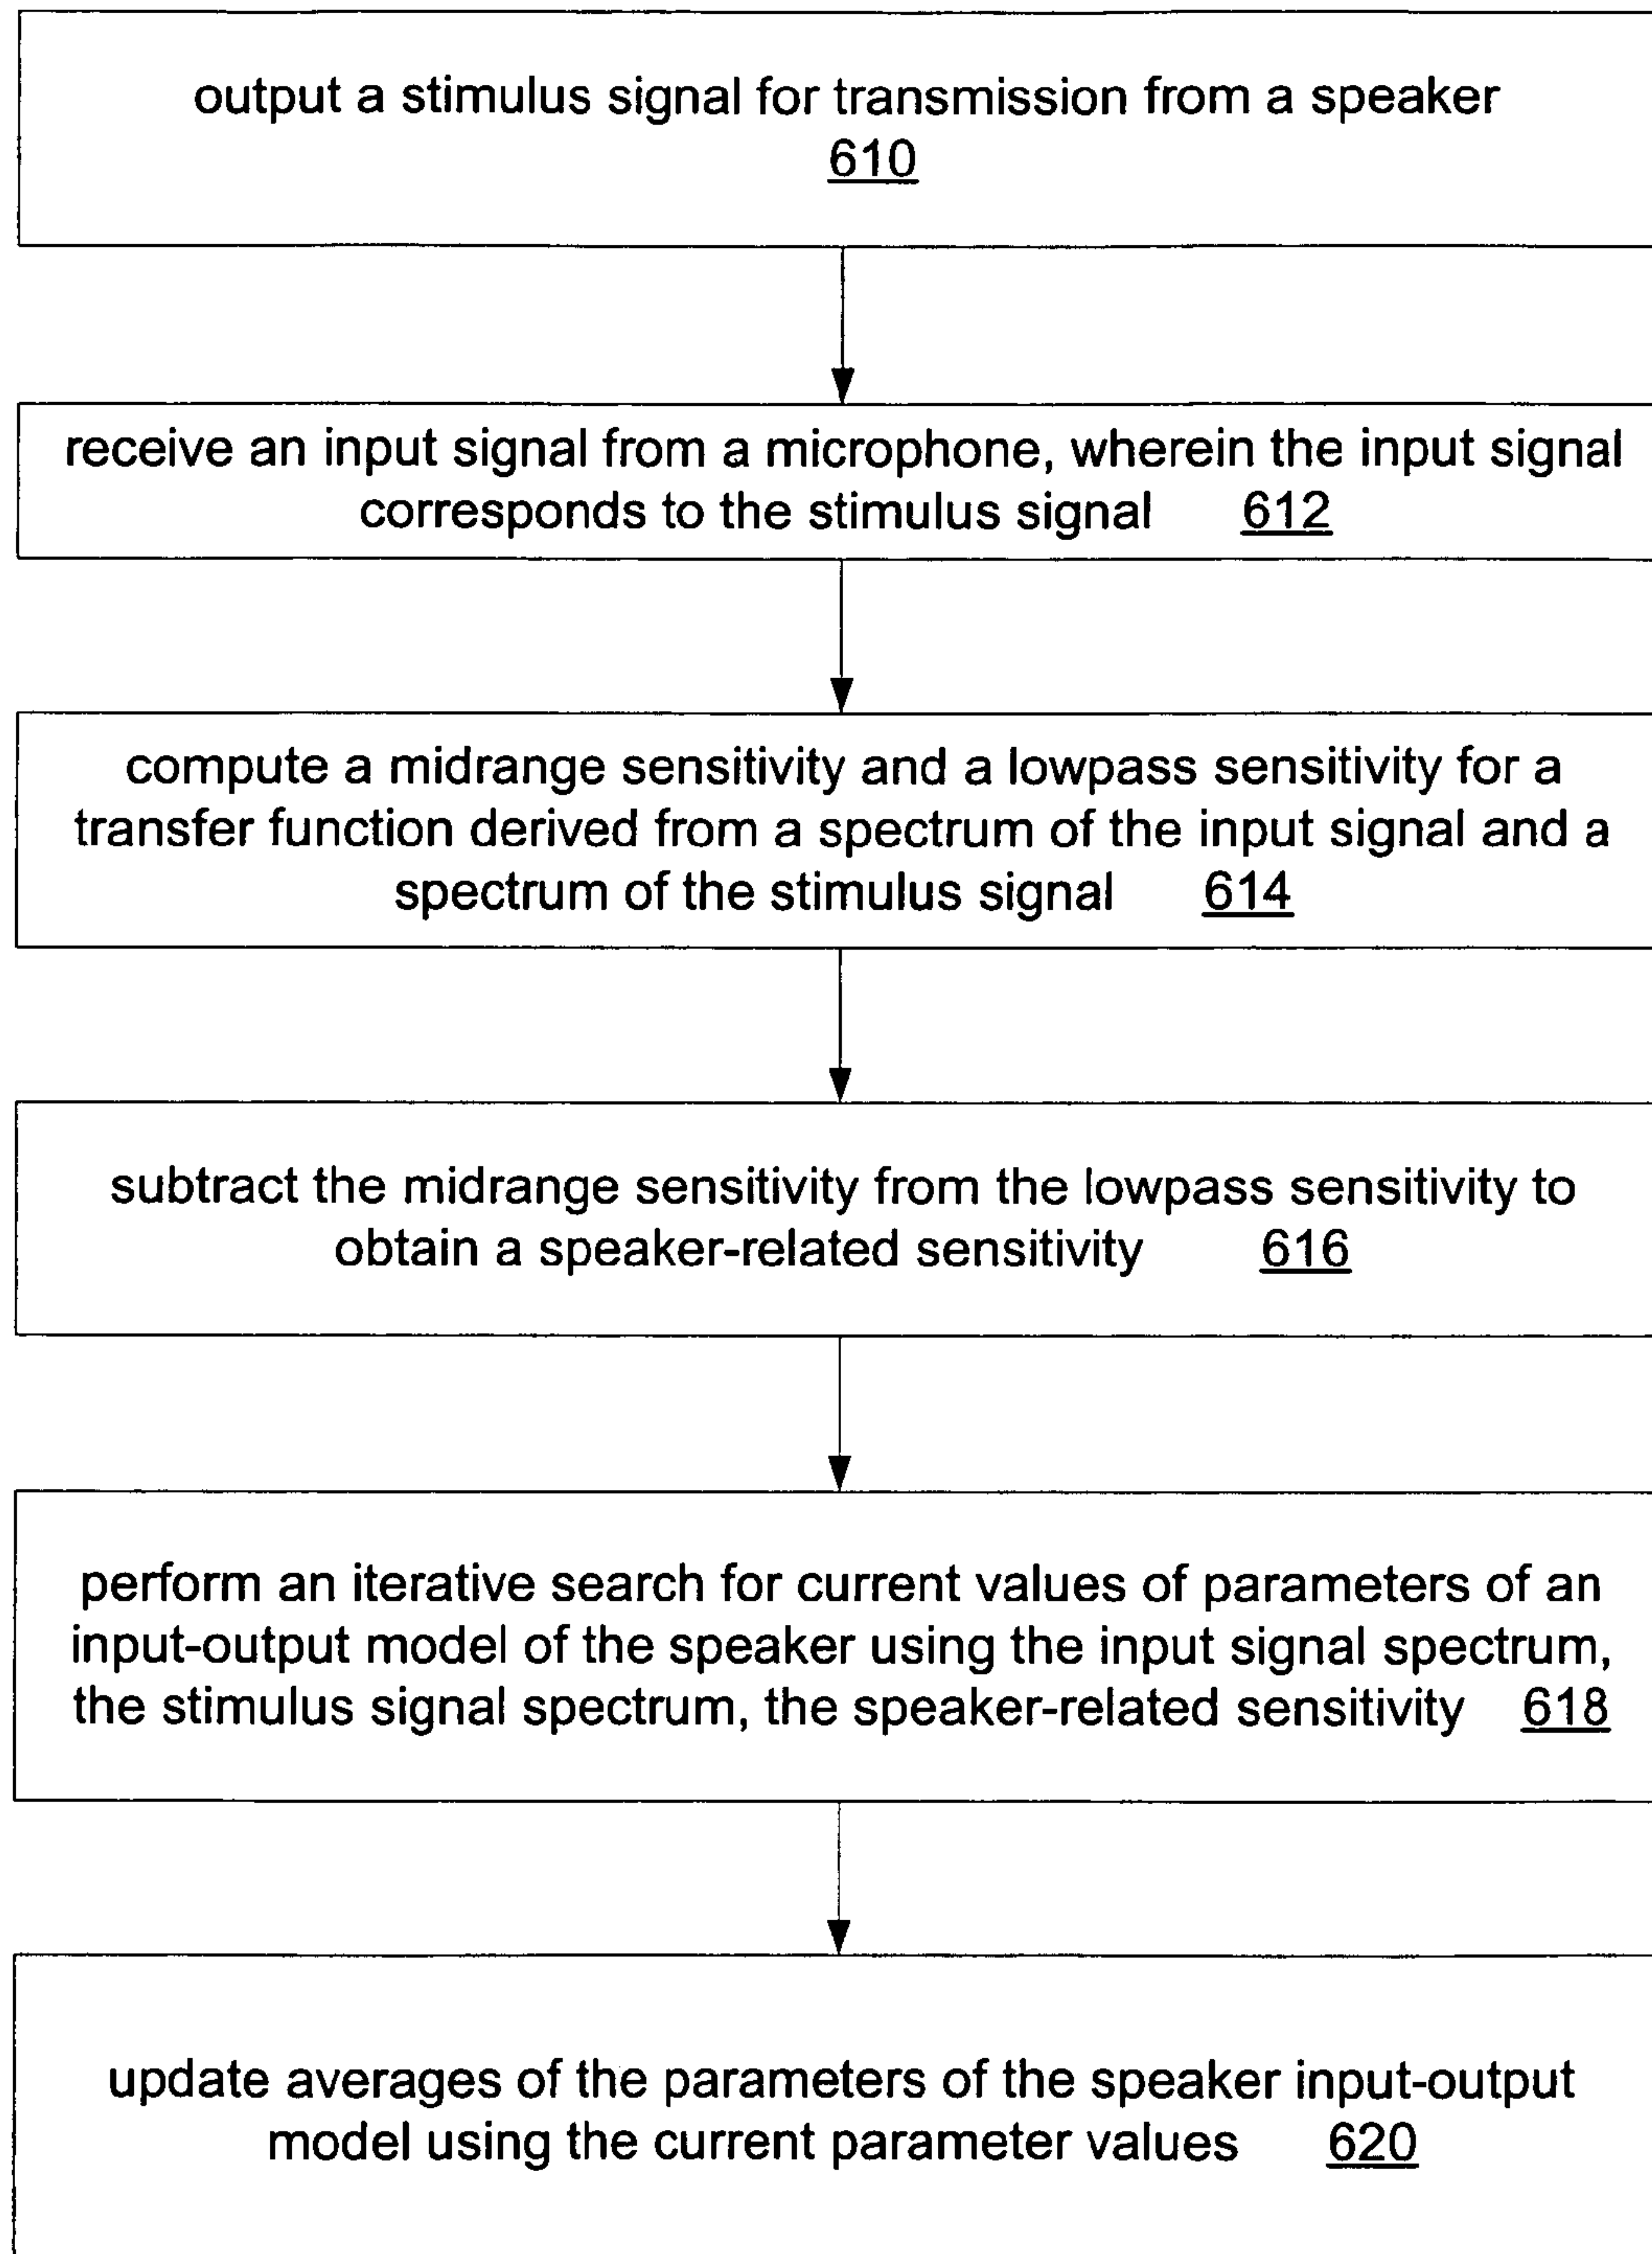 output a stimulus signal for transmission from a speaker
610
receive an input signal from a microphone, wherein the input signal
corresponds to the stimulus signal 612
compute a midrange sensitivity and a lowpass sensitivity for a
transfer function derived from a spectrum of the input signal and a
spectrum of the stimulus signal 614
subtract the midrange sensitivity from the lowpass sensitivity to
obtain a speaker-related sensitivity 616
perform an iterative search for current values of parameters of an
input-output model of the speaker using the input signal spectrum,
the stimulus signal spectrum, the speaker-related sensitivity 618
update averages of the parameters of the speaker input-output
model using the current parameter values 620